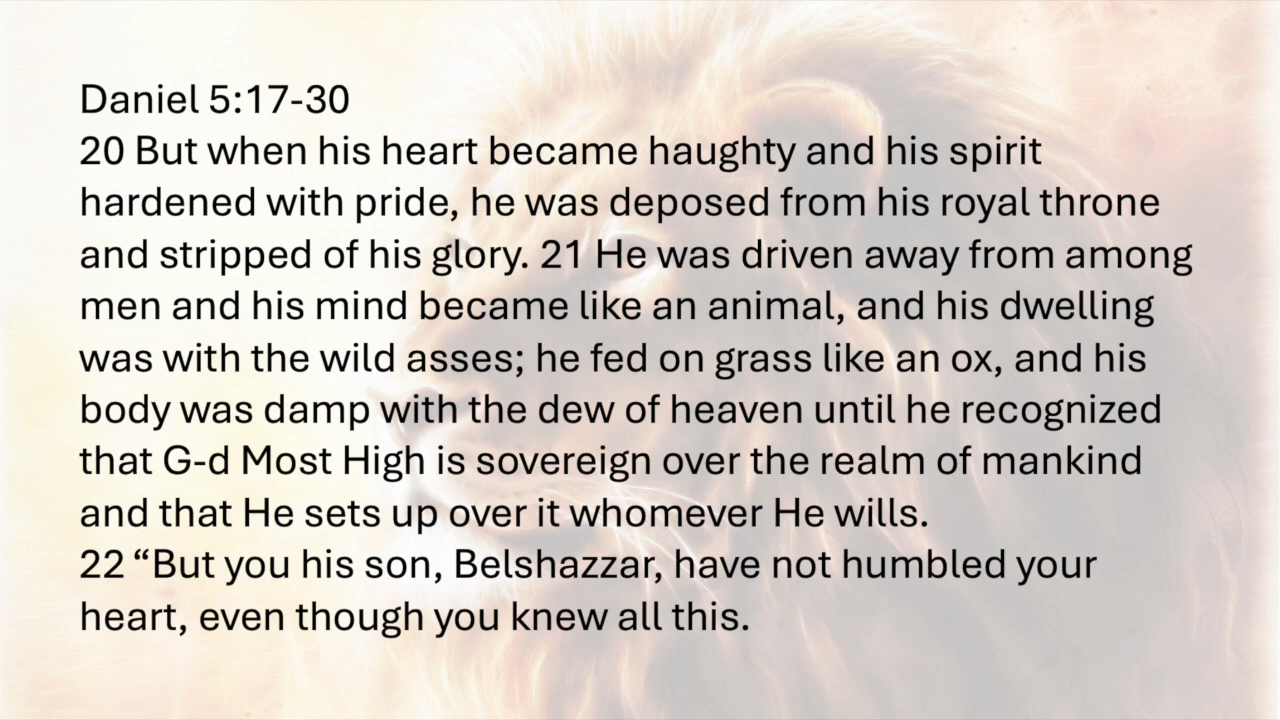 Daniel 5:17-30
20 But when his heart became haughty and his spirit
hardened with pride, he was deposed from his royal throne
and stripped of his glory. 21 He was driven away from among
men and his mind became like an animal, and his dwelling
was with the wild asses; he fed on grass like an ox, and his
body was damp with the dew of heaven until he recognized
that G-d Most High is sovereign over the realm of mankind
and that He sets up over it whomever He wills.
22 “But you his son, Belshazzar, have not humbled your
heart, even though you knew all this.